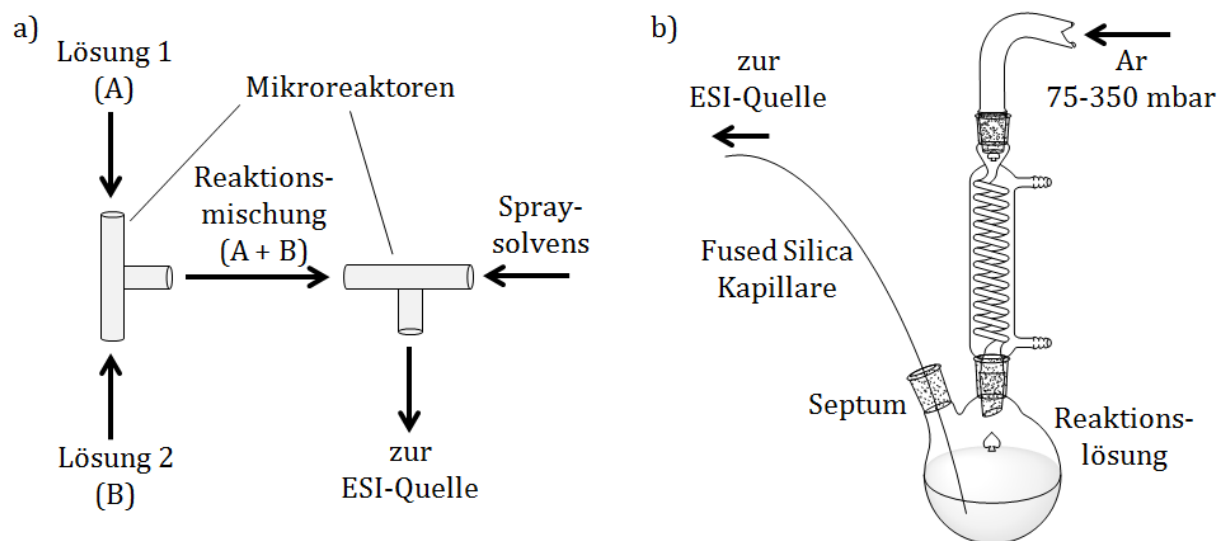 a)
Lösung 1
(A)
Mikroreaktoren
Reaktions-
mischung
(A + B)
Spray-
solvens
Lösung 2
(B)
zur
ESI-Quelle
b)
zur
ESI-Quelle
Ar
75-350 mbar
Fused Silica
Kapillare
Septum
Reaktions-
lösung